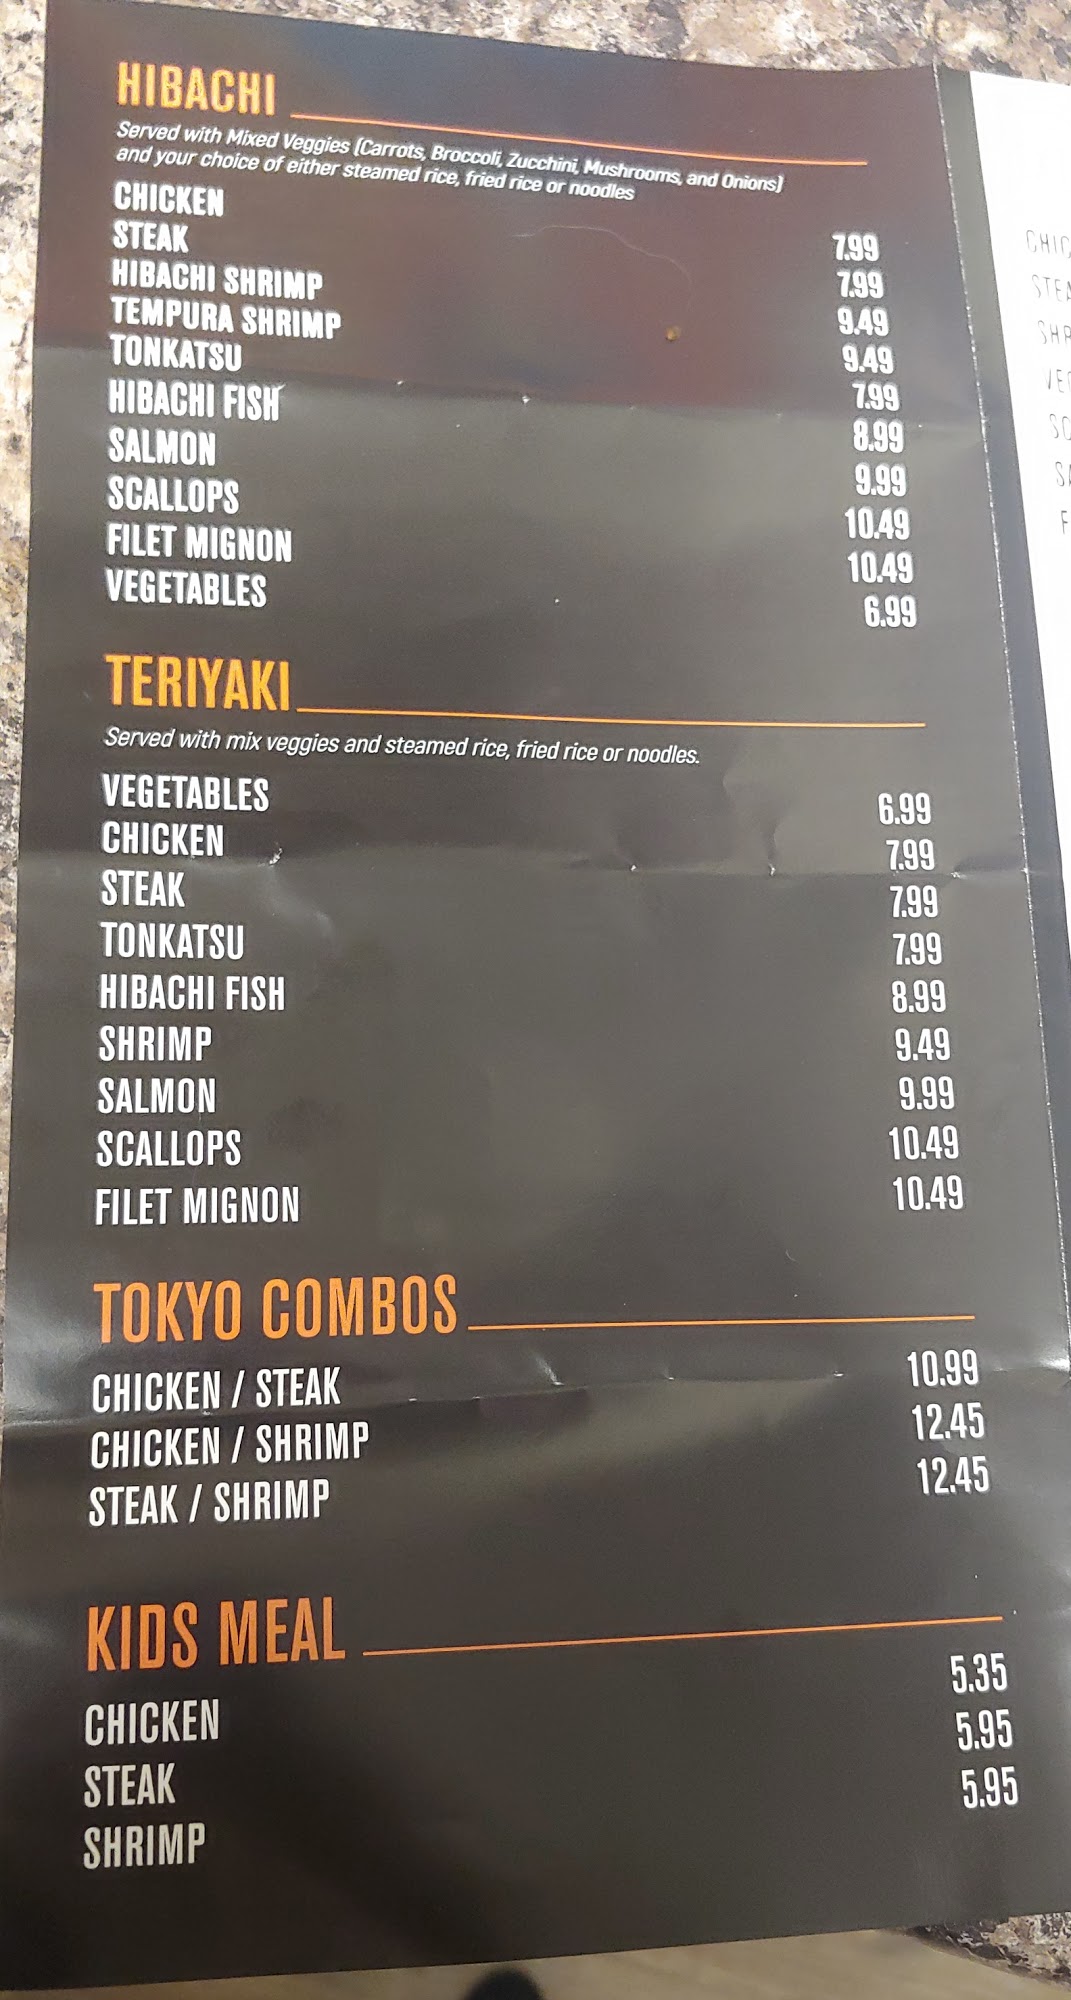 HIBACHI
Served with Mixed Veggies (Carrots, Broccoli, Zucchini, Mushrooms, and Onions)
and your choice of either steamed rice, fried rice or noodles
CHICKEN 7.99
STEAK 7.99
HIBACHI SHRIMP 9.49
TEMPURA SHRIMP 9.49
TONKATSU 7.99
HIBACHI FISH 8.99
SALMON 9.99
SCALLOPS 10.49
FILET MIGNON 10.49
VEGETABLES 6.99
TERIYAKI
Served with mix veggies and steamed rice, fried rice or noodles.
VEGETABLES 6.99
CHICKEN 7.99
STEAK 7.99
TONKATSU 7.99
HIBACHI FISH 8.99
SHRIMP 9.49
SALMON 9.99
SCALLOPS 10.49
FILET MIGNON 10.49
TOKYO COMBOS
CHICKEN / STEAK 10.99
CHICKEN / SHRIMP 12.45
STEAK / SHRIMP 12.45
KIDS MEAL
CHICKEN 5.35
STEAK 5.95
SHRIMP 5.95